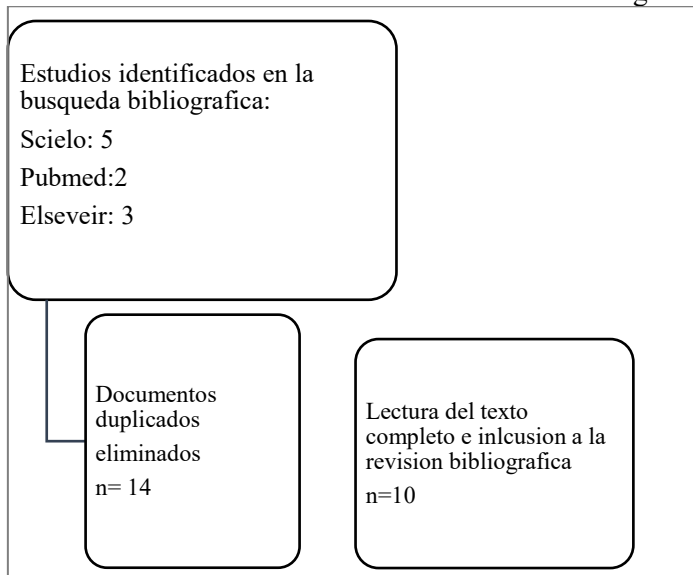 Estudios identificados en la
busqueda bibliografica:
Scielo: 5
Pubmed:2
Elseveir: 3
Documentos
duplicados
eliminados
n= 14
Lectura del texto
completo e inlcusion a la
revision bibliografica
n=10